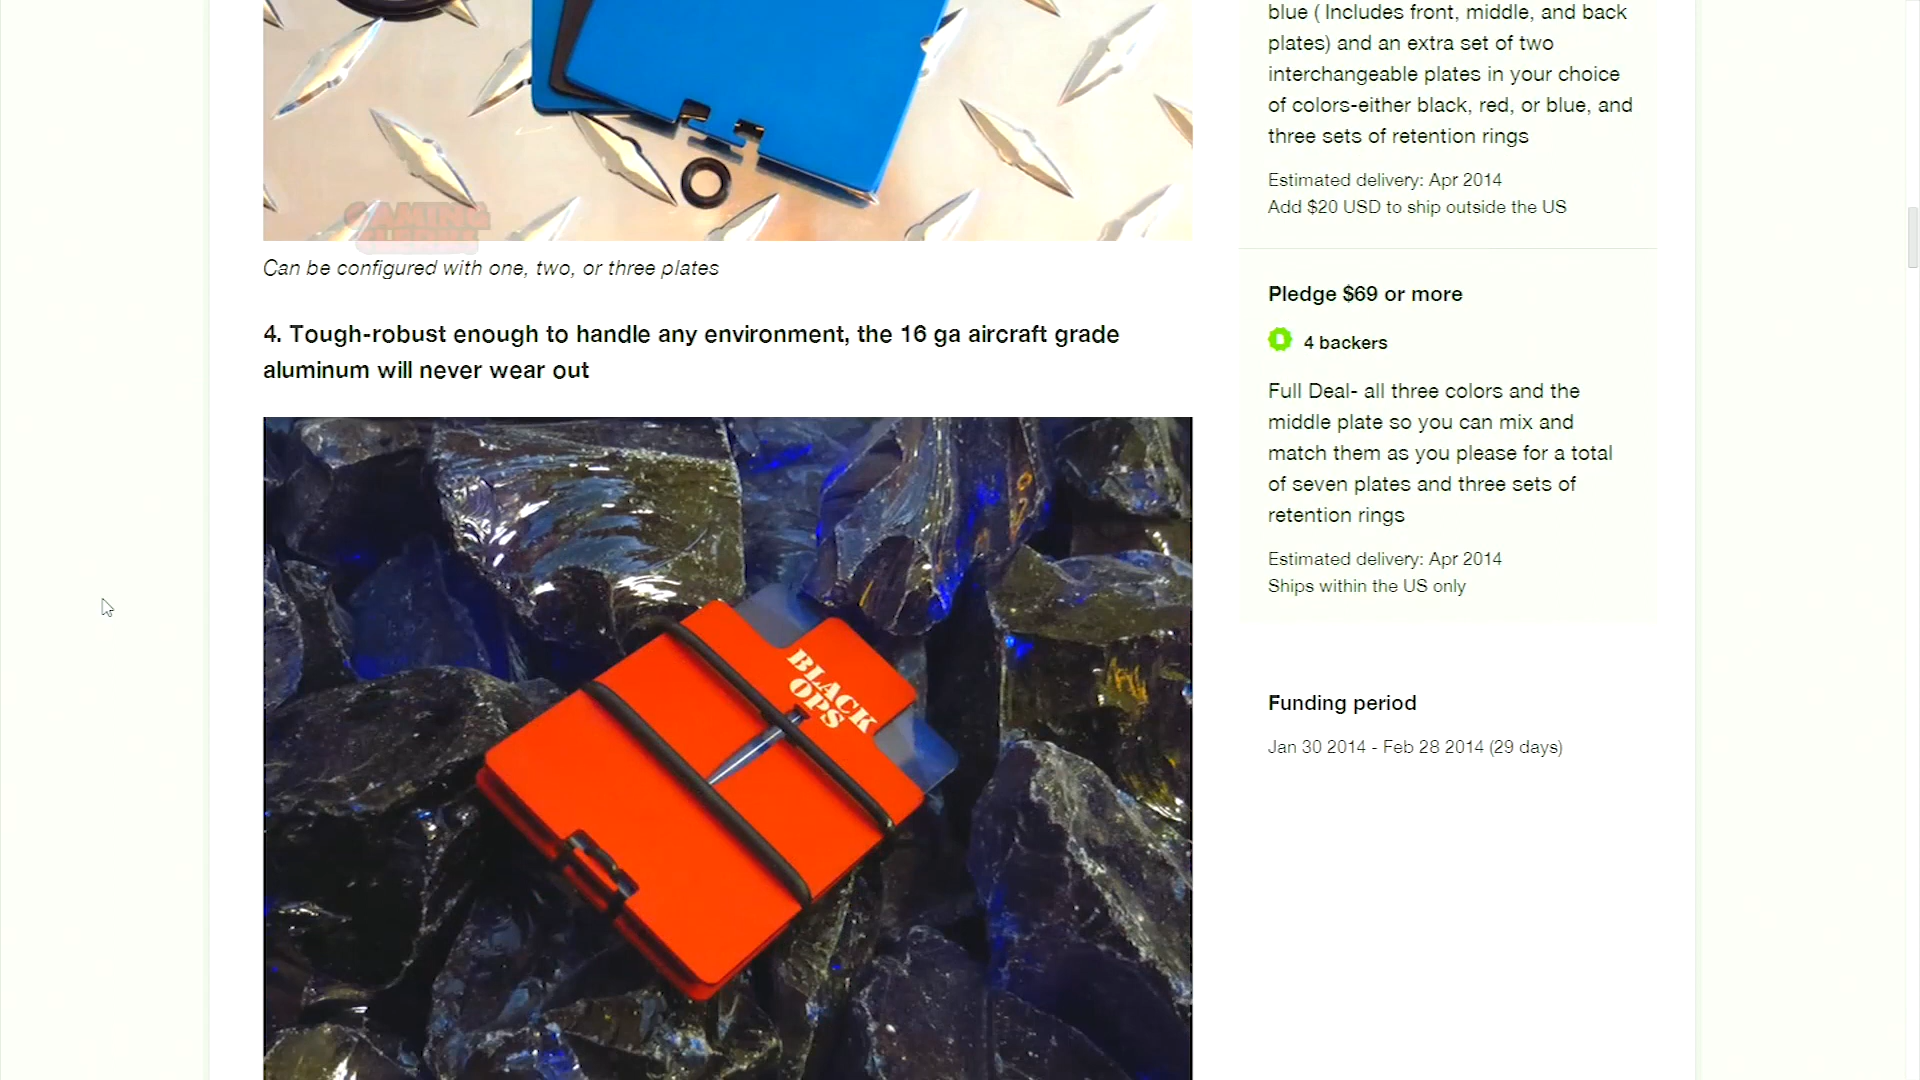 Can be configured with one, two, or three plates
4. Tough-robust enough to handle any environment, the 16 ga aircraft grade
aluminum will never wear out
BLACK
OPS
blue ( Includes front, middle, and back
plates) and an extra set of two
interchangeable plates in your choice
of colors-either black, red, or blue, and
three sets of retention rings
Estimated delivery: Apr 2014
Add $20 USD to ship outside the US
Pledge $69 or more
4 backers
Full Deal- all three colors and the
middle plate so you can mix and
match them as you please for a total
of seven plates and three sets of
retention rings
Estimated delivery: Apr 2014
Ships within the US only
Funding period
Jan 30 2014 - Feb 28 2014 (29 days)
GAMING